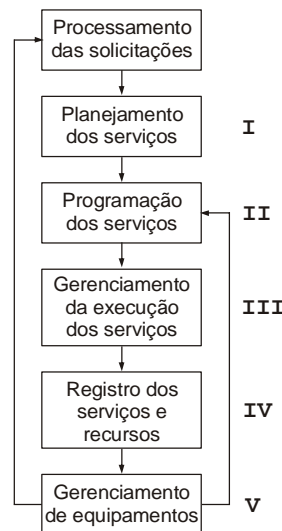 Processamento
das solicitações
Planejamento
dos serviços
I
Programação
dos serviços
II
Gerenciamento
da execução
dos serviços
III
Registro dos
serviços e
recursos
IV
Gerenciamento
de equipamentos
V